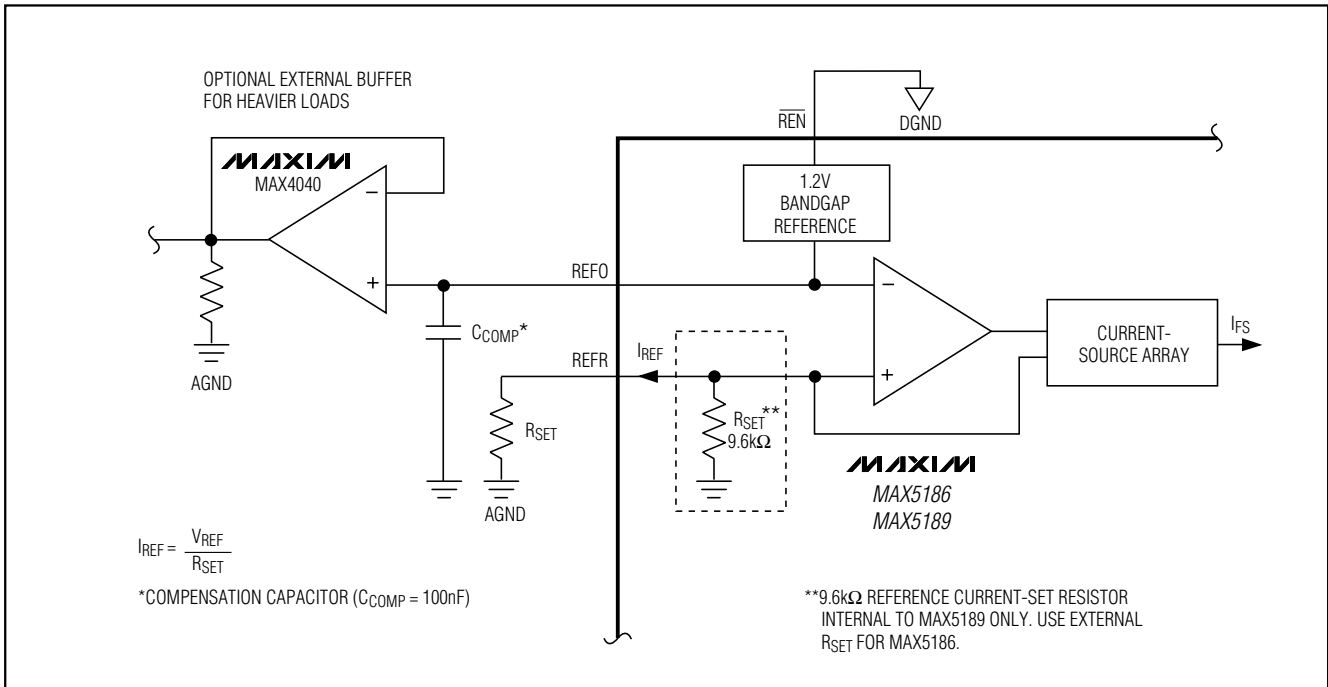 OPTIONAL EXTERNAL BUFFER
FOR HEAVIER LOADS
MAXIM
MAX4040
−
+
AGND
REN
DGND
1.2V
BANDGAP
REFERENCE
REFO
CCOMP*
REFR
IREF
RSET
AGND
RSET**
9.6kΩ
−
+
CURRENT-
SOURCE ARRAY
IFS
MAXIM
MAX5186
MAX5189
IREF = VREF
RSET
*COMPENSATION CAPACITOR (CCOMP = 100nF)
**9.6kΩ REFERENCE CURRENT-SET RESISTOR
INTERNAL TO MAX5189 ONLY. USE EXTERNAL
RSET FOR MAX5186.